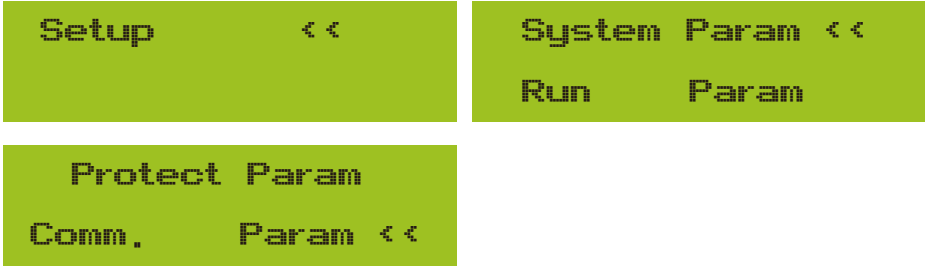 Setup <<
System Param <<
Run Param
Protect Param
Comm. Param <<